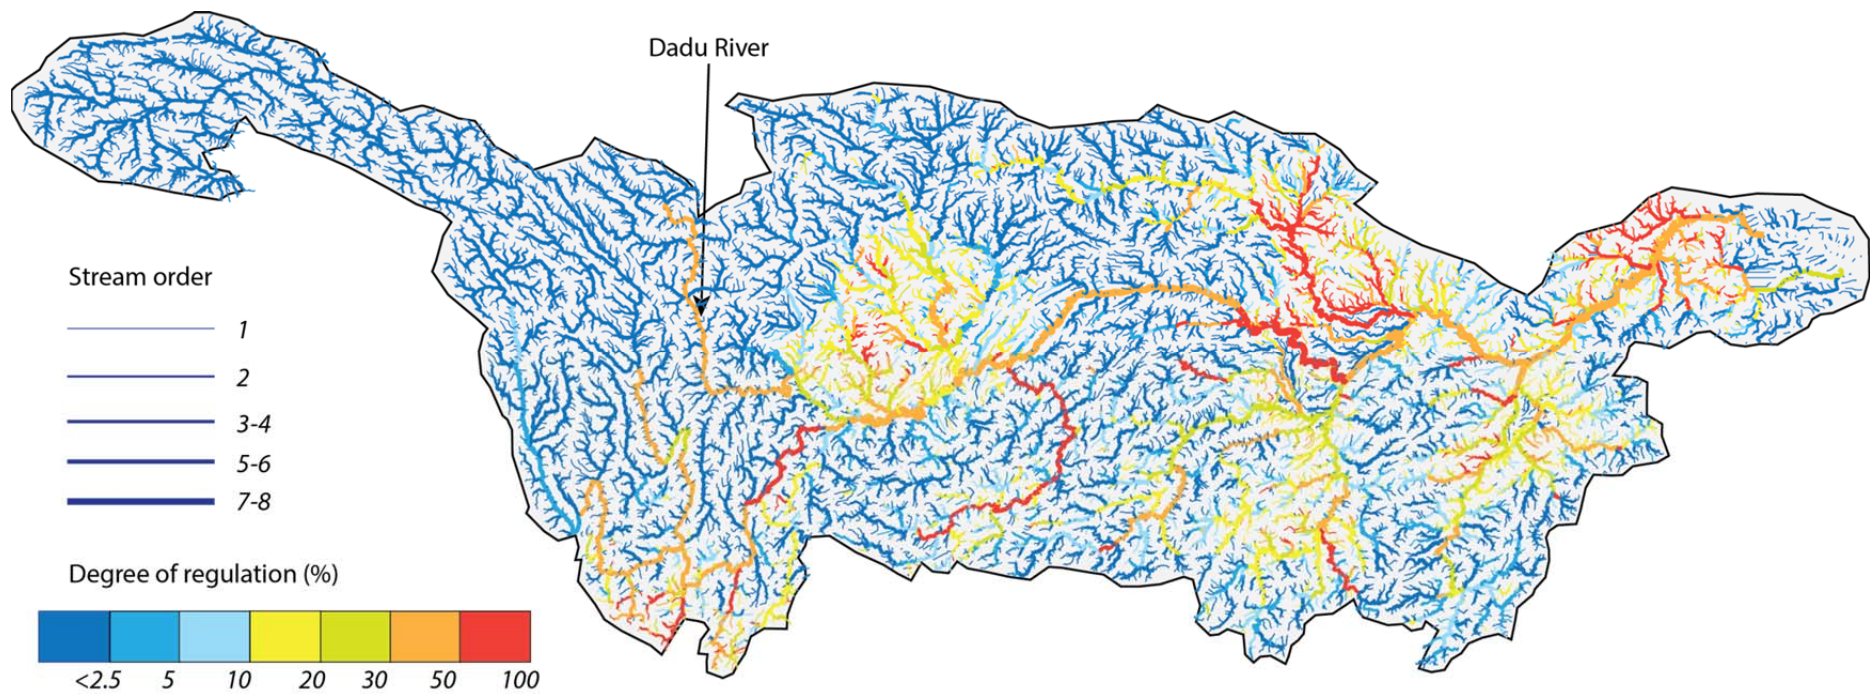 Dadu River
Stream order
1
2
3-4
5-6
7-8
Degree of regulation (%)
<2.5 5 10 20 30 50 100